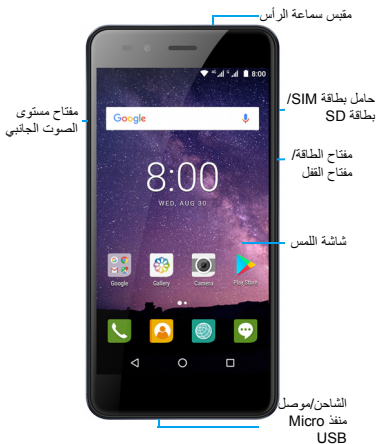 مقبس سماعة الرأس
8:00
Google
حامل بطاقة SIM/
بطاقة SD
مفتاح مستوى
الصوت الجانبي
8:00
WED, AUG 30
مفتاح الطاقة/
مفتاح القفل
شاشة اللمس
Google
Gallery
Camera
Play Store
الشاحن/موصل
منفذ Micro
USB